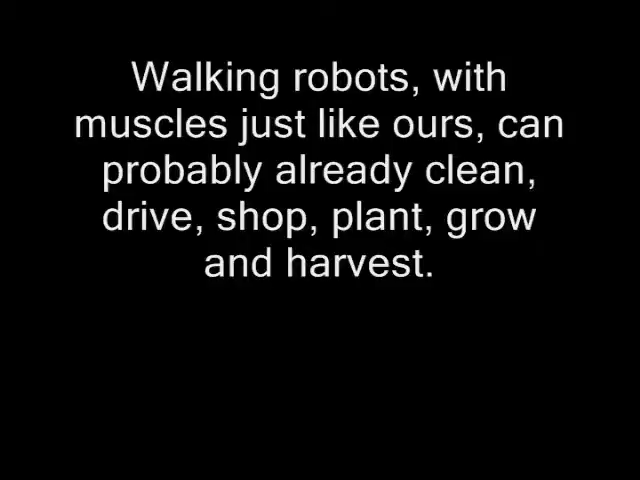 Walking robots, with
muscles just like ours, can
probably already clean,
drive, shop, plant, grow
and harvest.